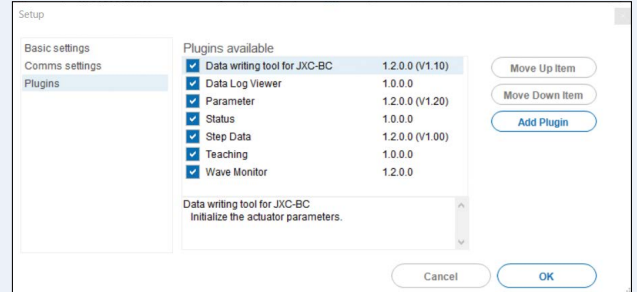 Setup
Basic settings
Comms settings
Plugins
Plugins available
Data writing tool for JXC-BC 1.2.0.0 (V1.10)
Data Log Viewer 1.0.0.0
Parameter 1.2.0.0 (V1.20)
Status 1.0.0.0
Step Data 1.2.0.0 (V1.00)
Teaching 1.0.0.0
Wave Monitor 1.2.0.0
Move Up Item
Move Down Item
Add Plugin
Data writing tool for JXC-BC
Initialize the actuator parameters.
Cancel
OK